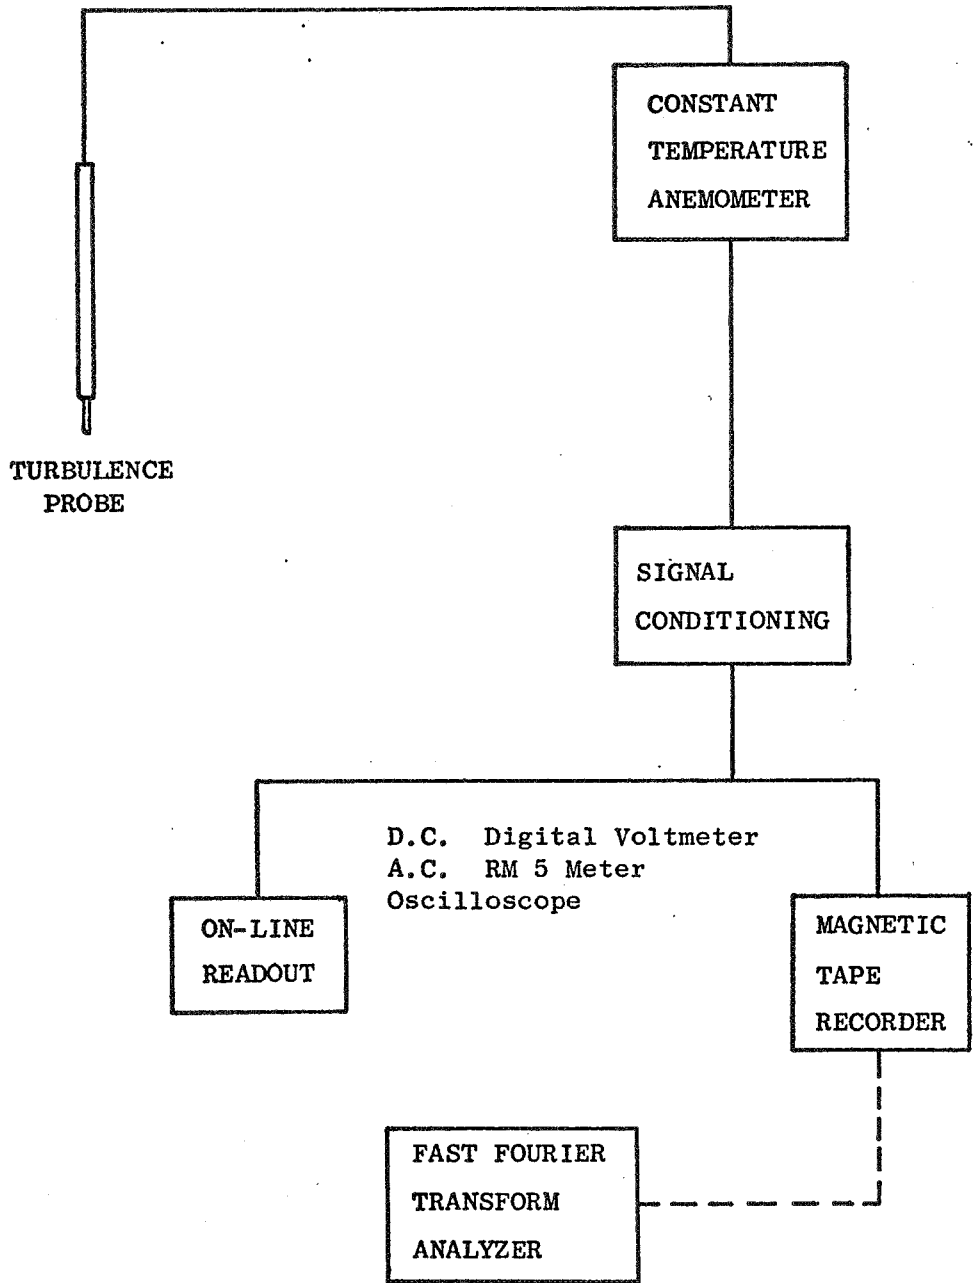 CONSTANT
TEMPERATURE
ANEMOMETER
TURBULENCE
PROBE
SIGNAL
CONDITIONING
D.C. Digital Voltmeter
A.C. RM 5 Meter
Oscilloscope
ON-LINE
READOUT
MAGNETIC
TAPE
RECORDER
FAST FOURIER
TRANSFORM
ANALYZER